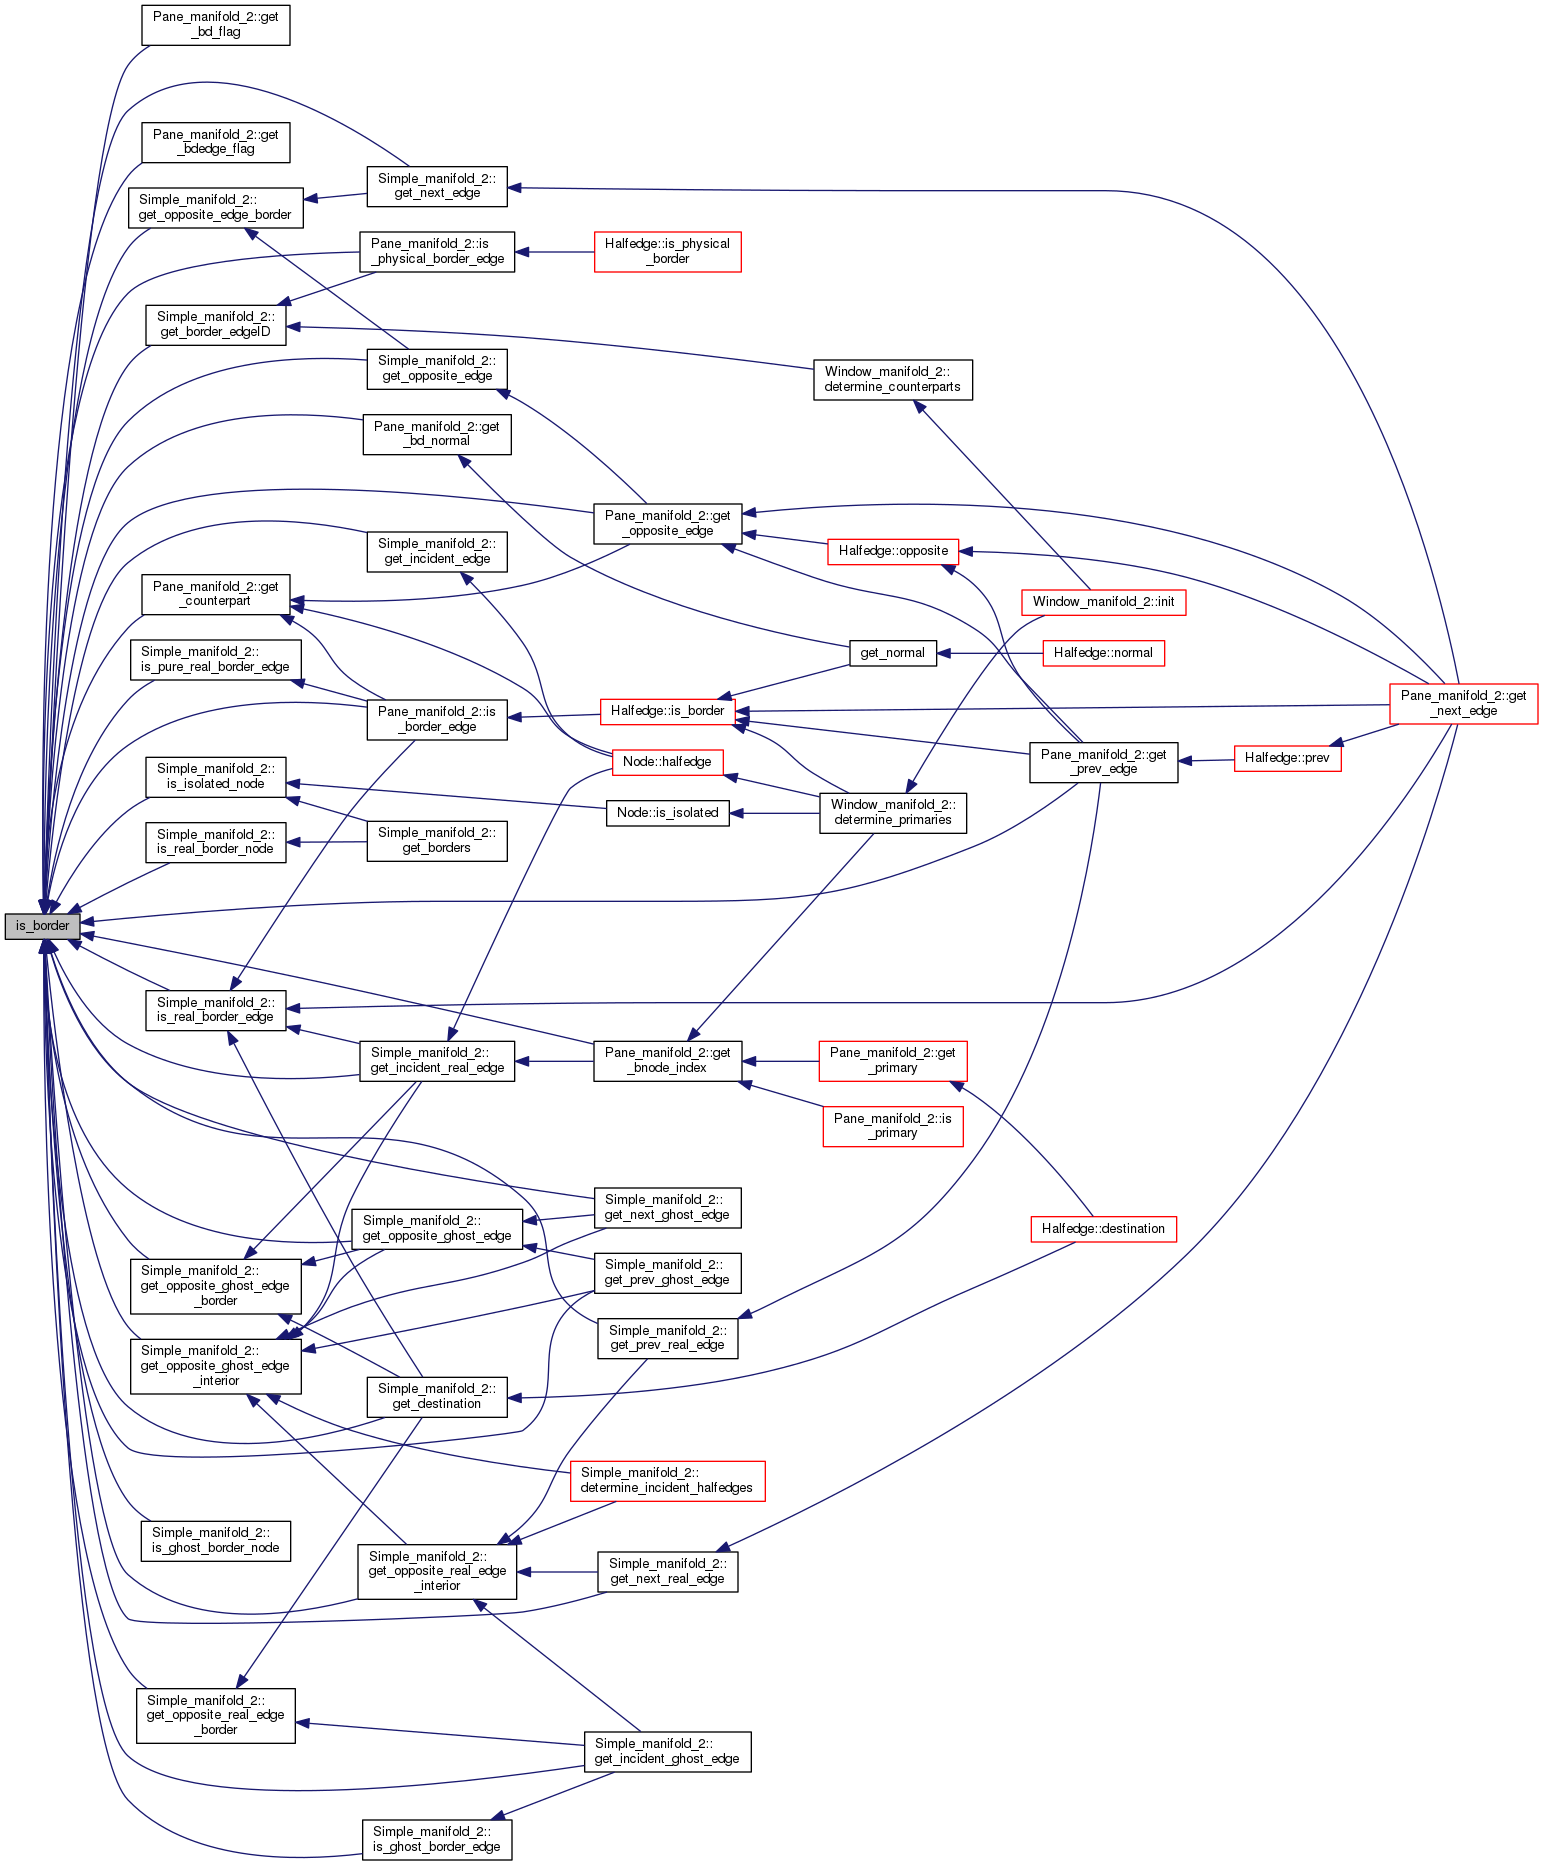 Pane_manifold_2::get
_bd_flag
Pane_manifold_2::get
_bdedge_flag
Simple_manifold_2::
get_next_edge
Simple_manifold_2::
get_opposite_edge_border
Pane_manifold_2::is
_physical_border_edge
Halfedge::is_physical
_border
Simple_manifold_2::
get_border_edgeID
Simple_manifold_2::
get_opposite_edge
Window_manifold_2::
determine_counterparts
Pane_manifold_2::get
_bd_normal
Pane_manifold_2::get
_opposite_edge
Simple_manifold_2::
get_incident_edge
Halfedge::opposite
Pane_manifold_2::get
_counterpart
Window_manifold_2::init
Simple_manifold_2::
is_pure_real_border_edge
get_normal
Halfedge::normal
Pane_manifold_2::is
_border_edge
Halfedge::is_border
Pane_manifold_2::get
_next_edge
Simple_manifold_2::
is_isolated_node
Node::halfedge
Pane_manifold_2::get
_prev_edge
Halfedge::prev
Node::is_isolated
Window_manifold_2::
determine_primaries
Simple_manifold_2::
is_real_border_node
Simple_manifold_2::
get_borders
is_border
Simple_manifold_2::
is_real_border_edge
Simple_manifold_2::
get_incident_real_edge
Pane_manifold_2::get
_bnode_index
Pane_manifold_2::get
_primary
Pane_manifold_2::is
_primary
Simple_manifold_2::
get_next_ghost_edge
Simple_manifold_2::
get_opposite_ghost_edge
Halfedge::destination
Simple_manifold_2::
get_opposite_ghost_edge
_border
Simple_manifold_2::
get_prev_ghost_edge
Simple_manifold_2::
get_prev_real_edge
Simple_manifold_2::
get_opposite_ghost_edge
_interior
Simple_manifold_2::
get_destination
Simple_manifold_2::
determine_incident_halfedges
Simple_manifold_2::
is_ghost_border_node
Simple_manifold_2::
get_opposite_real_edge
_interior
Simple_manifold_2::
get_next_real_edge
Simple_manifold_2::
get_opposite_real_edge
_border
Simple_manifold_2::
get_incident_ghost_edge
Simple_manifold_2::
is_ghost_border_edge